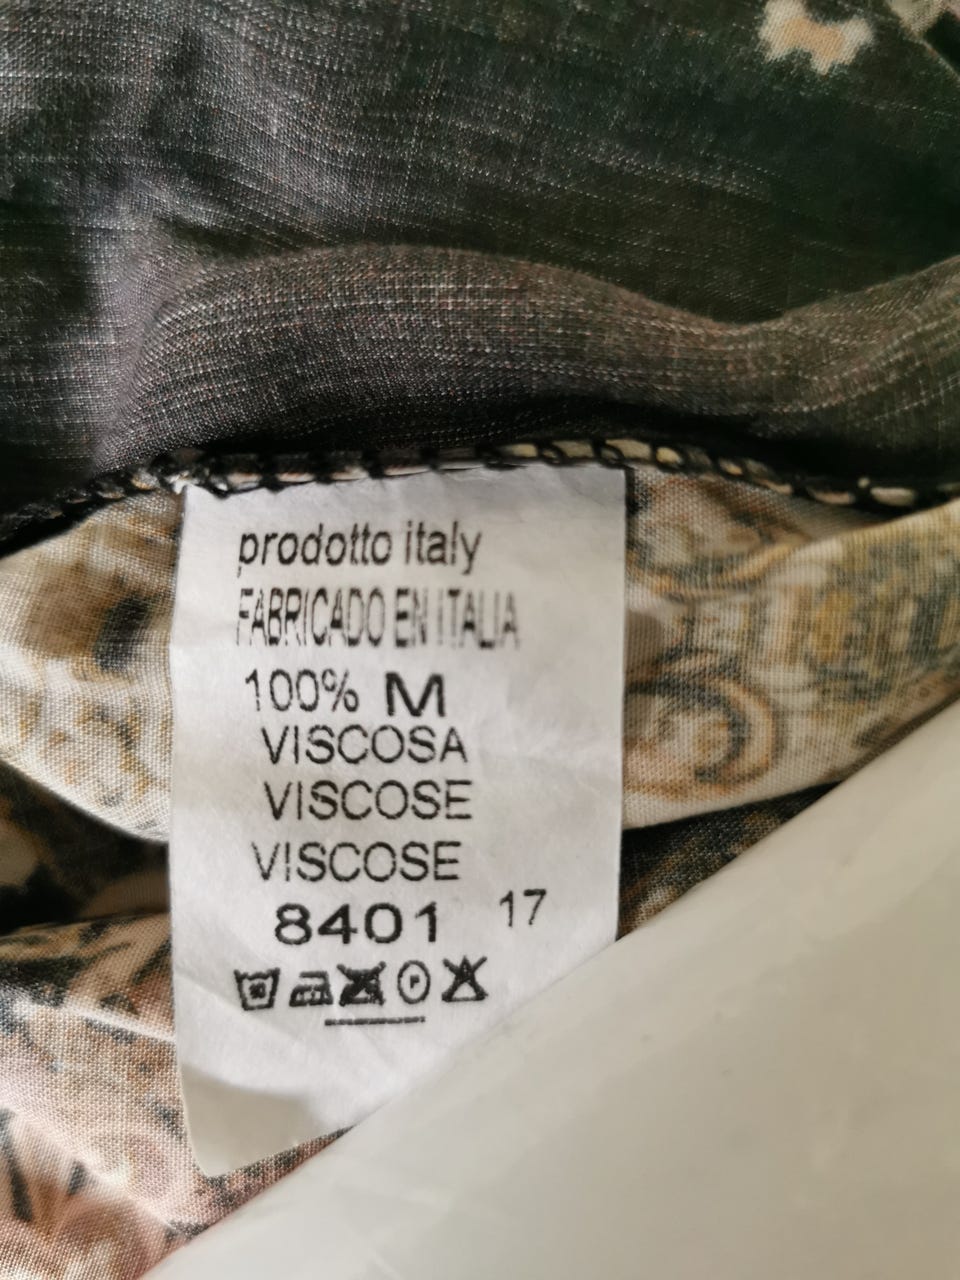 prodotto italy
FABRICADO EN ITALIA
100% M
VISCOSA
VISCOSE
VISCOSE
8401 17
P